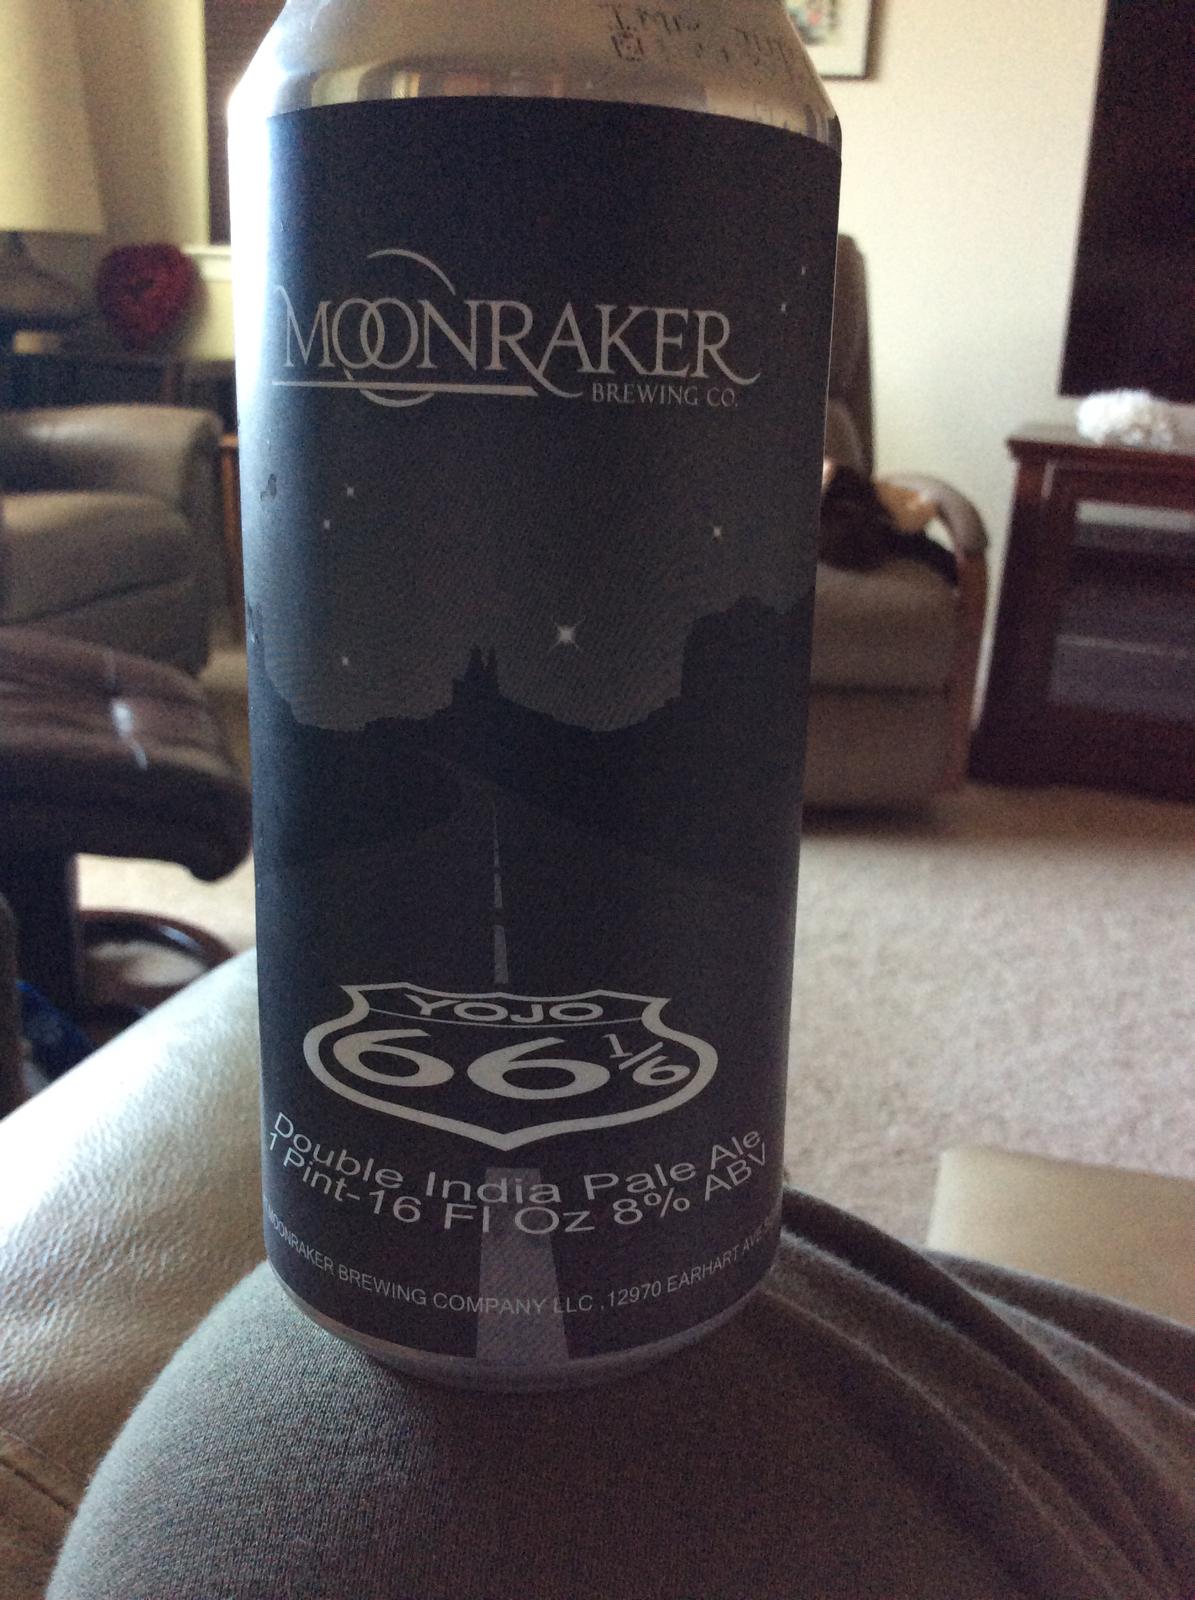 MOONRAKER
BREWING CO.
YOJO
66 1/6
Double India Pale Ale
1 Pint-16 Fl Oz 8% ABV
MOONRAKER BREWING COMPANY LLC ,12970 EARHART AVE